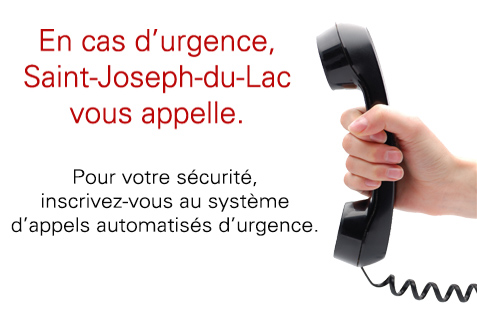 En cas d’urgence,
Saint-Joseph-du-Lac
vous appelle.
Pour votre sécurité,
inscrivez-vous au système
d’appels automatisés d’urgence.